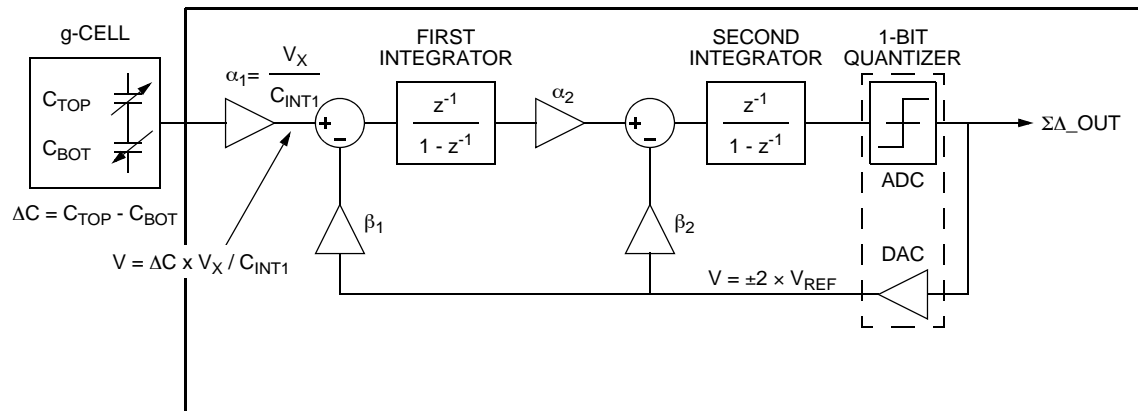 g-CELL
C_TOP
C_BOT
ΔC = C_TOP - C_BOT
α₁= V_X / C_INT1
V = ΔC x V_X / C_INT1
+
−
FIRST
INTEGRATOR
z⁻¹
1 - z⁻¹
α₂
+
−
SECOND
INTEGRATOR
z⁻¹
1 - z⁻¹
1-BIT
QUANTIZER
ADC
ΣΔ_OUT
β₁
β₂
V = ±2 × V_REF
DAC